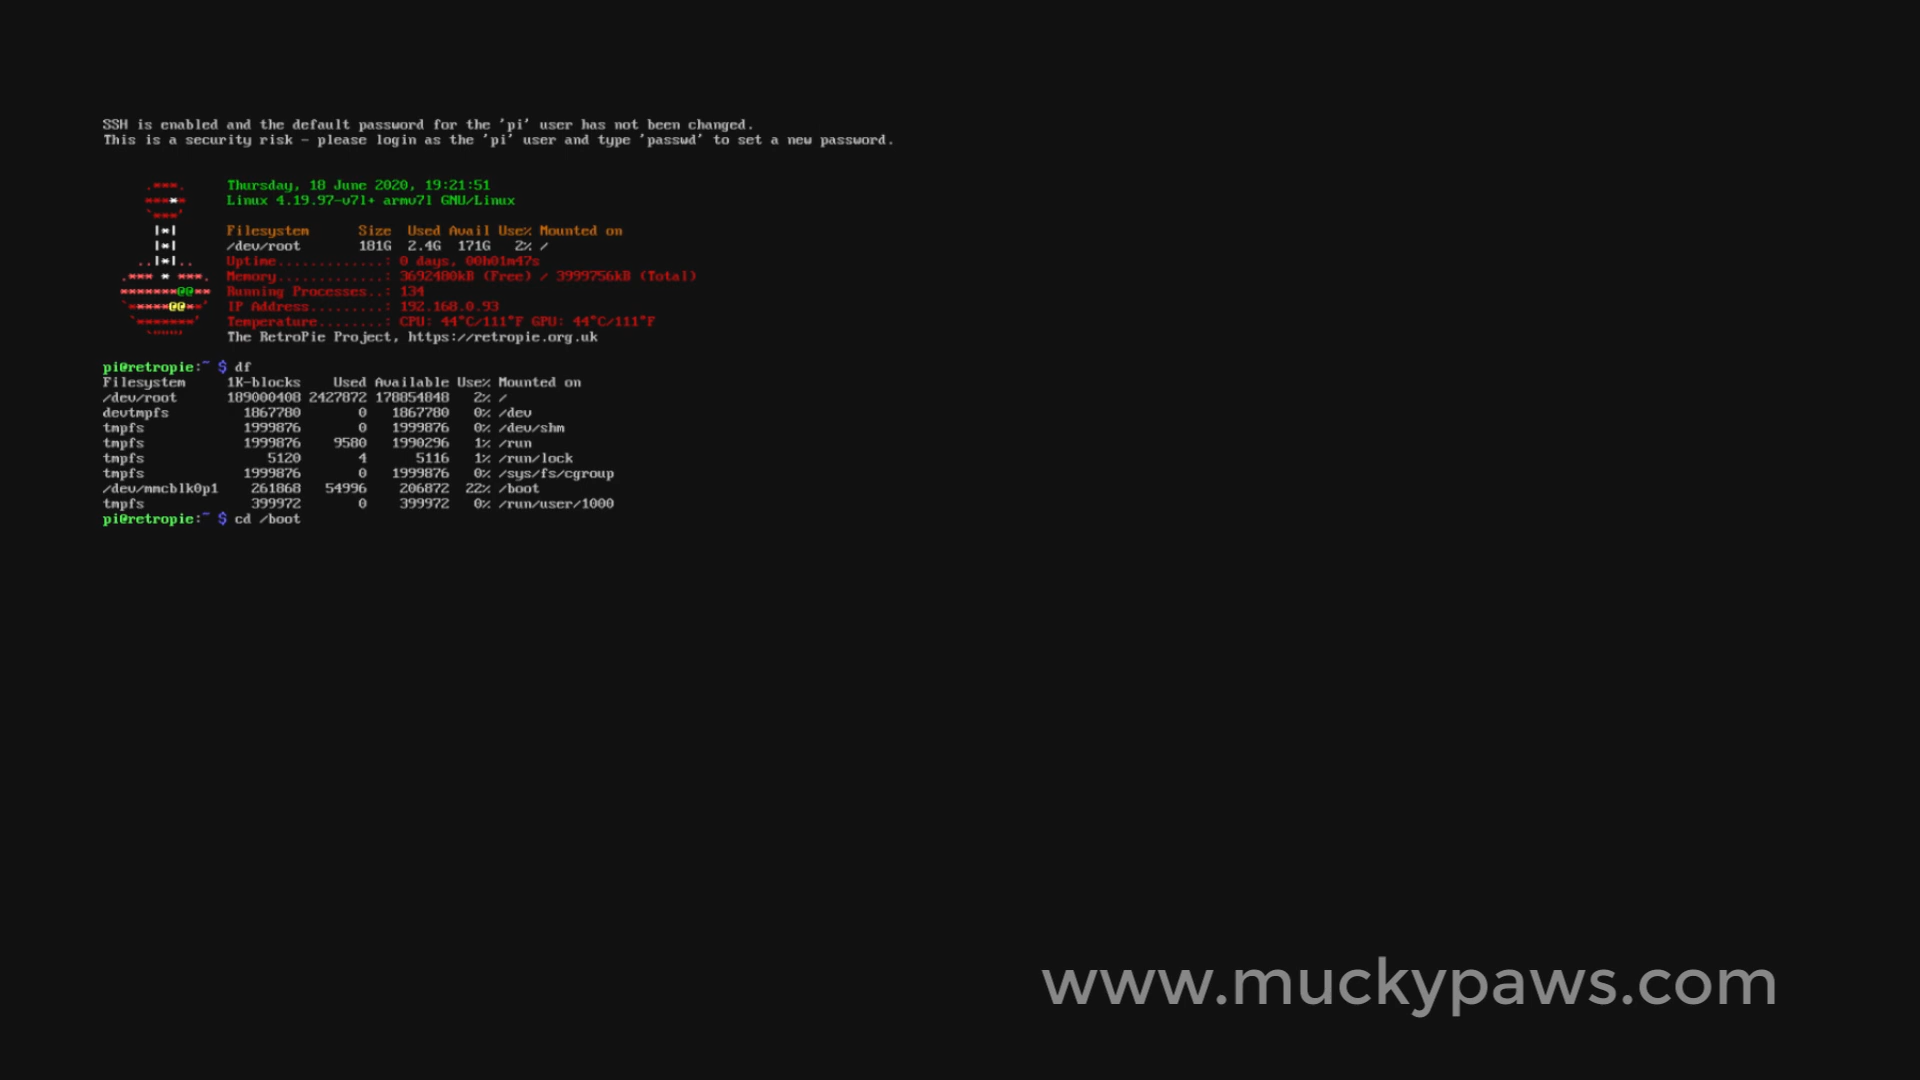 SSH is enabled and the default password for the 'pi' user has not been changed.
This is a security risk - please login as the 'pi' user and type 'passwd' to set a new password.
.***.    Thursday, 18 June 2020, 19:21:51
*****    Linux 4.19.97-v7l+ armv7l GNU/Linux
`***'
|*|    Filesystem      Size  Used Avail Use% Mounted on
|*|    /dev/root       181G  2.4G  171G   2% /
..|*|..    Uptime.............: 0 days, 00h01m47s
.*** * ***.    Memory.............: 3692480kB (Free) / 3999756kB (Total)
*******@@**    Running Processes..: 134
`*****@@**'    IP Address.........: 192.168.0.93
`*******'    Temperature........: CPU: 44°C/111°F GPU: 44°C/111°F
`""""    The RetroPie Project, https://retropie.org.uk
pi@retropie:~ $ df
Filesystem     1K-blocks    Used Available Use% Mounted on
/dev/root      189000408 2427872 178854848   2% /
devtmpfs         1867780       0   1867780   0% /dev
tmpfs            1999876       0   1999876   0% /dev/shm
tmpfs            1999876    9580   1990296   1% /run
tmpfs               5120       4      5116   1% /run/lock
tmpfs            1999876       0   1999876   0% /sys/fs/cgroup
/dev/mmcblk0p1    261868   54996    206872  22% /boot
tmpfs             399972       0    399972   0% /run/user/1000
pi@retropie:~ $ cd /boot
www.muckypaws.com